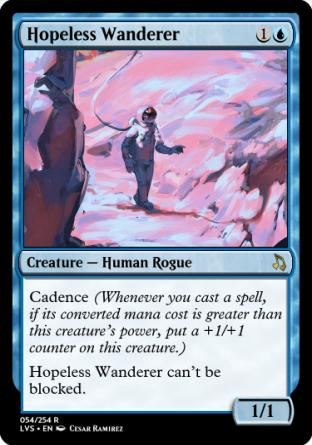 Hopeless Wanderer 1
Creature — Human Rogue
Cadence (Whenever you cast a spell,
if its converted mana cost is greater than
this creature's power, put a +1/+1
counter on this creature.)
Hopeless Wanderer can't be
blocked.
1/1
054/254 R
LVS • EN Cesar Ramirez